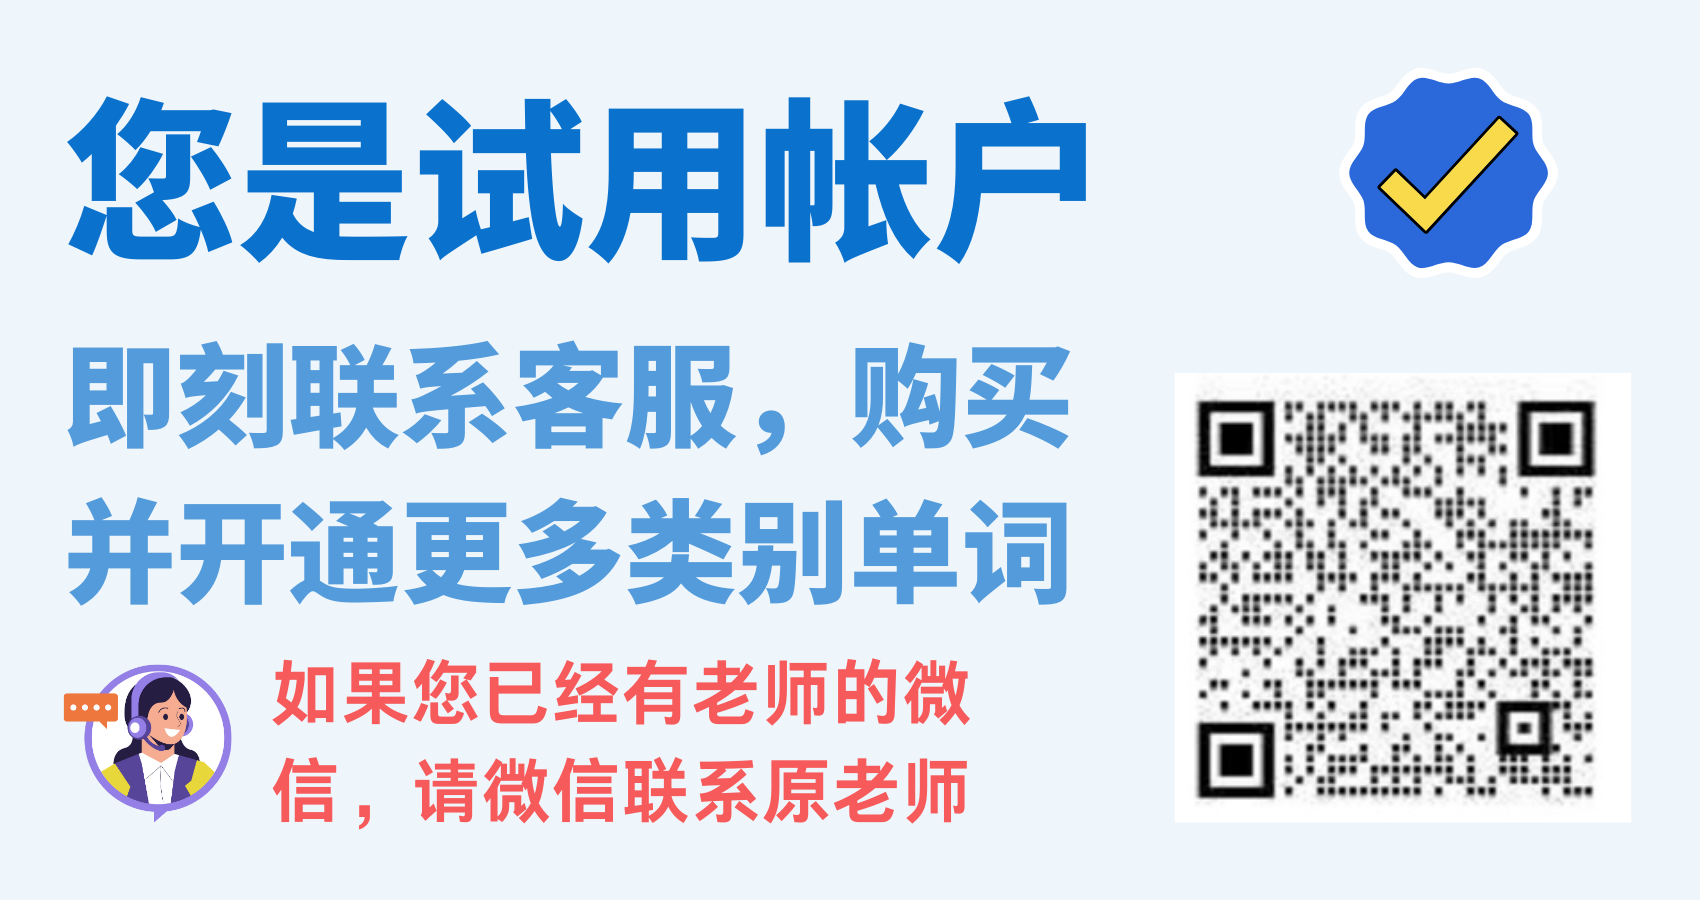 您是试用帐户
即刻联系客服，购买
并开通更多类别单词
如果您已经有老师的微
信，请微信联系原老师